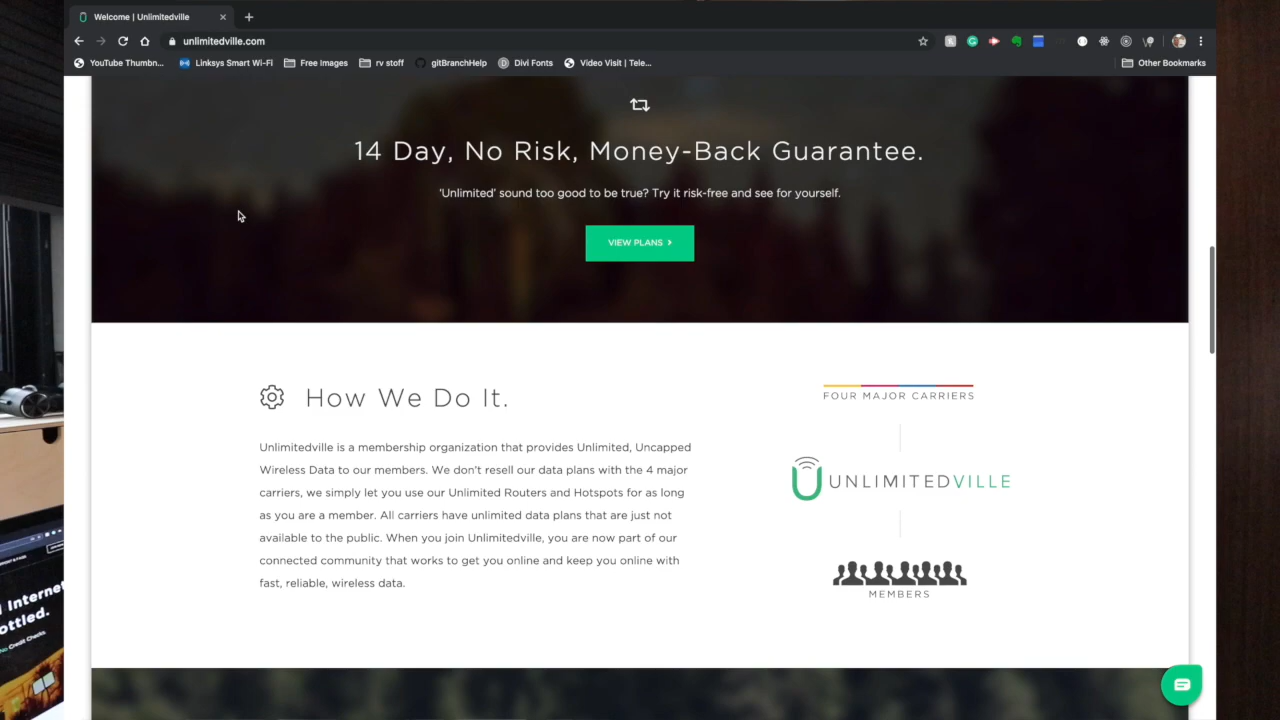 Welcome | Unlimitedville
unlimitedville.com
YouTube Thumbn...
Linksys Smart Wi-Fi
Free Images
rv stoff
gitBranchHelp
Divi Fonts
Video Visit | Tele...
Other Bookmarks
14 Day, No Risk, Money-Back Guarantee.
'Unlimited' sound too good to be true? Try it risk-free and see for yourself.
VIEW PLANS
How We Do It.
Unlimitedville is a membership organization that provides Unlimited, Uncapped
Wireless Data to our members. We don't resell our data plans with the 4 major
carriers, we simply let you use our Unlimited Routers and Hotspots for as long
as you are a member. All carriers have unlimited data plans that are just not
available to the public. When you join Unlimitedville, you are now part of our
connected community that works to get you online and keep you online with
fast, reliable, wireless data.
FOUR MAJOR CARRIERS
UNLIMITEDVILLE
MEMBERS
Internet
ottled.
Credit Checks.